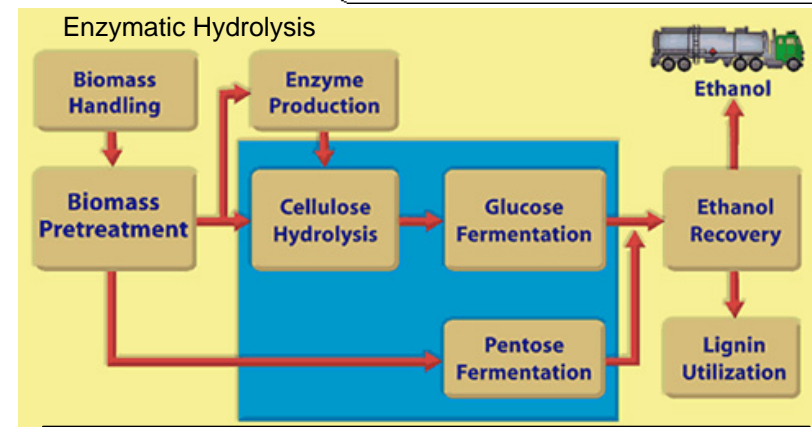 Enzymatic Hydrolysis
Biomass
Handling
Enzyme
Production
Ethanol
Biomass
Pretreatment
Cellulose
Hydrolysis
Glucose
Fermentation
Ethanol
Recovery
Pentose
Fermentation
Lignin
Utilization